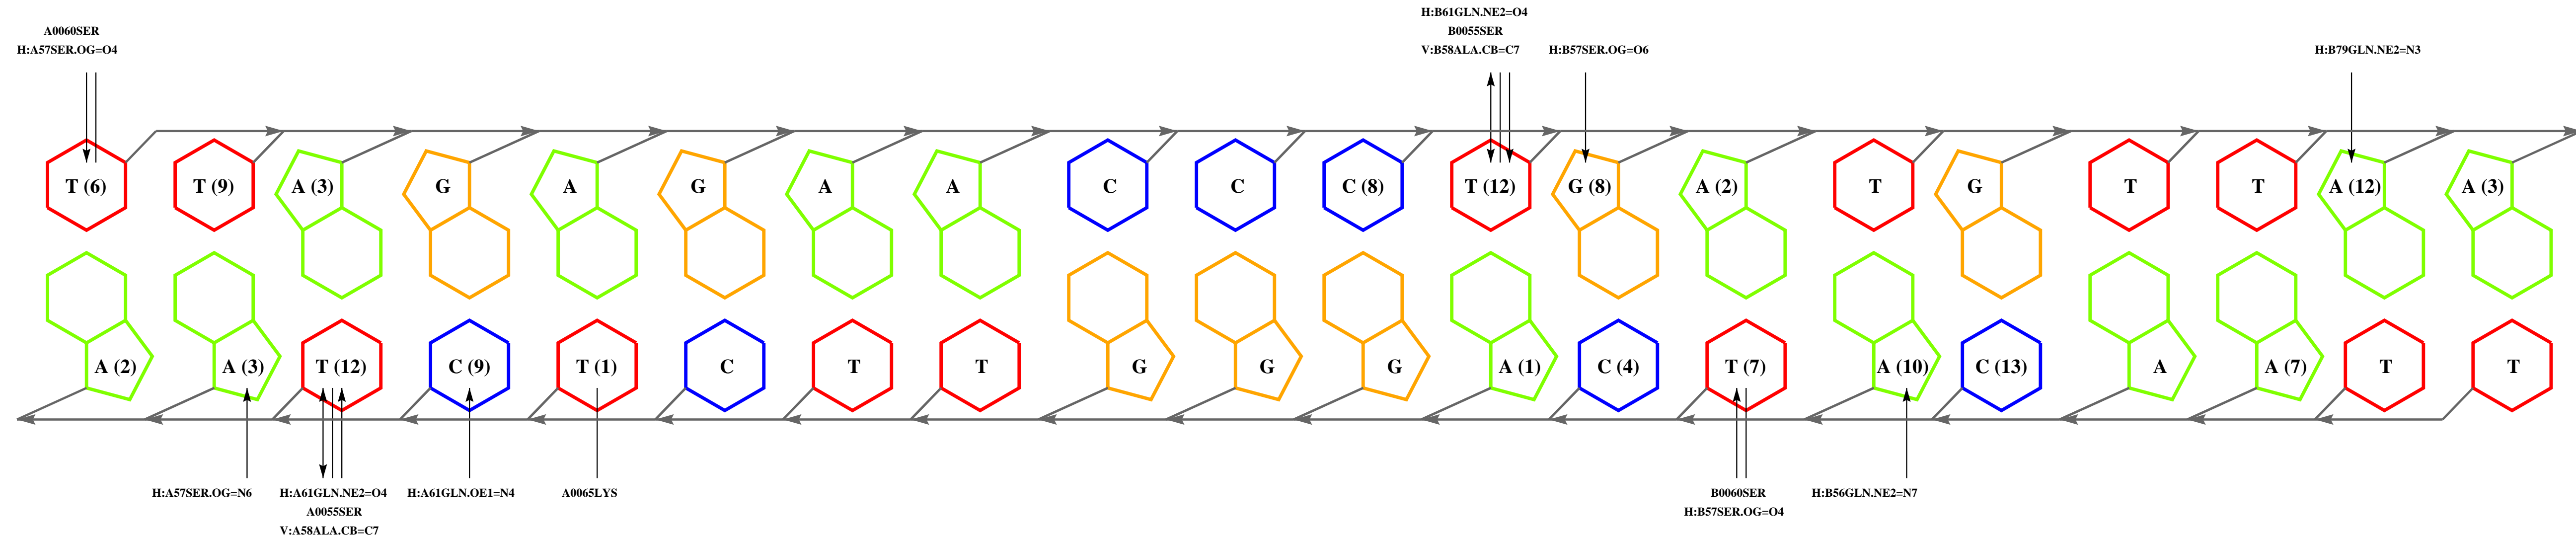 H:B61GLN.NE2=O4
A0060SER B0055SER
H:A57SER.OG=O4 V:B58ALA.CB=C7 H:B57SER.OG=O6 H:B79GLN.NE2=N3
T (6) T (9) A (3) G A G A A C C C (8) T (12) G (8) A (2) T G T T A (12) A (3)
A (2) A (3) T (12) C (9) T (1) C T T G G G A (1) C (4) T (7) A (10) C (13) A A (7) T T
H:A57SER.OG=N6 H:A61GLN.NE2=O4 H:A61GLN.OE1=N4 A0065LYS B0060SER H:B56GLN.NE2=N7
A0055SER H:B57SER.OG=O4
V:A58ALA.CB=C7